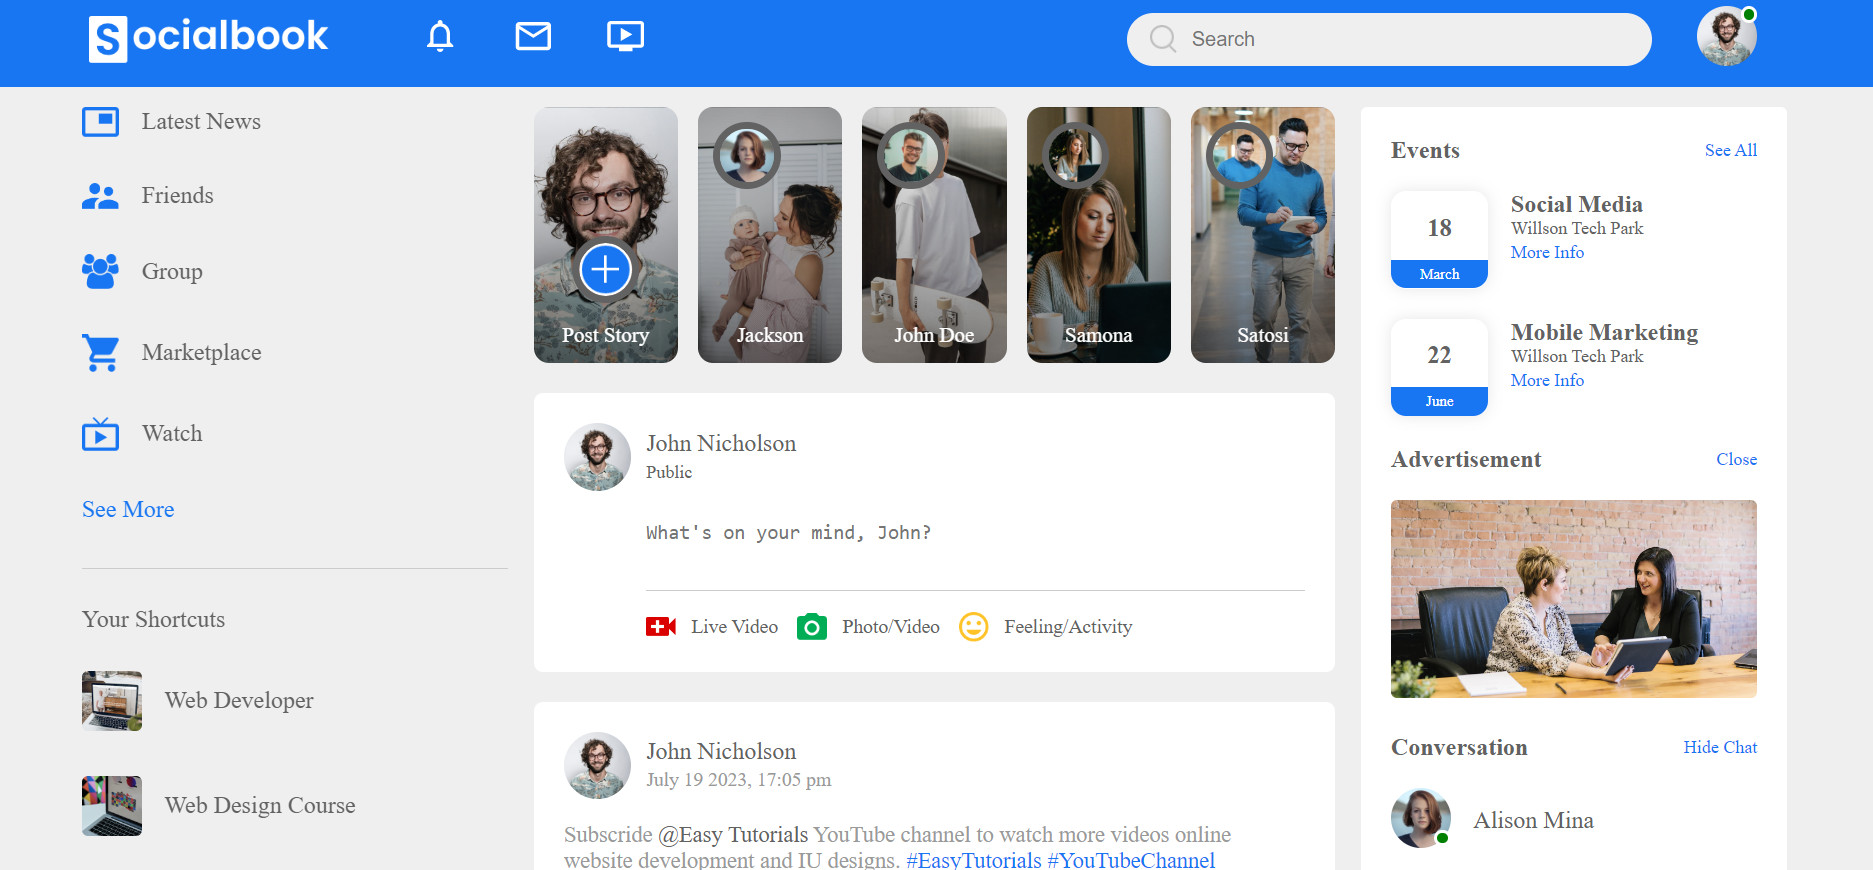 Socialbook
Search
Latest News
Friends
Group
Marketplace
Watch
See More
Your Shortcuts
Web Developer
Web Design Course
Post Story
Jackson
John Doe
Samona
Satosi
John Nicholson
Public
What's on your mind, John?
Live Video
Photo/Video
Feeling/Activity
John Nicholson
July 19 2023, 17:05 pm
Subscride @Easy Tutorials YouTube channel to watch more videos online
website development and IU designs. #EasyTutorials #YouTubeChannel
Events
See All
18
March
Social Media
Willson Tech Park
More Info
22
June
Mobile Marketing
Willson Tech Park
More Info
Advertisement
Close
Conversation
Hide Chat
Alison Mina